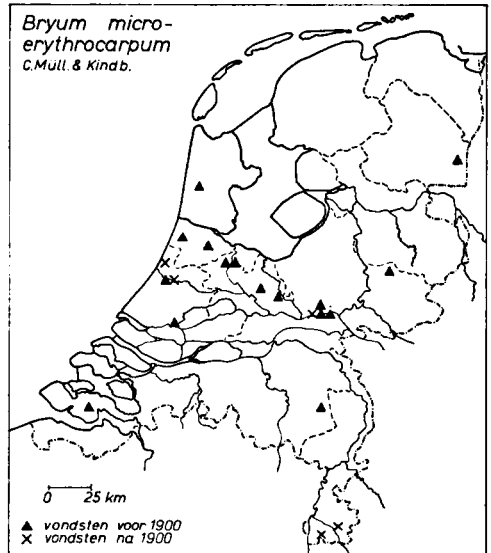 Bryum micro-
erythrocarpum
C.Müll. & Kindb.
0 25 km
▲ vondsten voor 1900
× vondsten na 1900